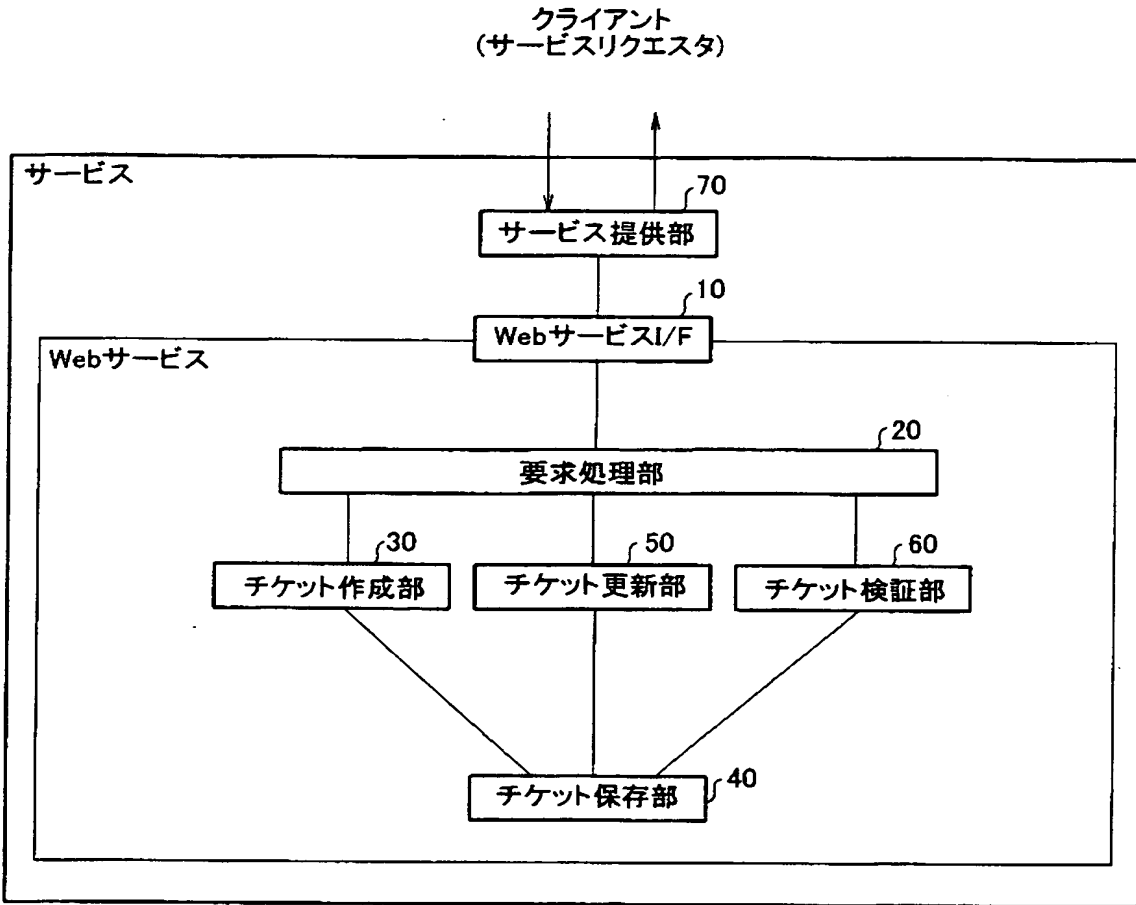 クライアント
(サービスリクエスタ)
サービス
70
サービス提供部
10
WebサービスI/F
Webサービス
20
要求処理部
30
チケット作成部
50
チケット更新部
60
チケット検証部
チケット保存部
40